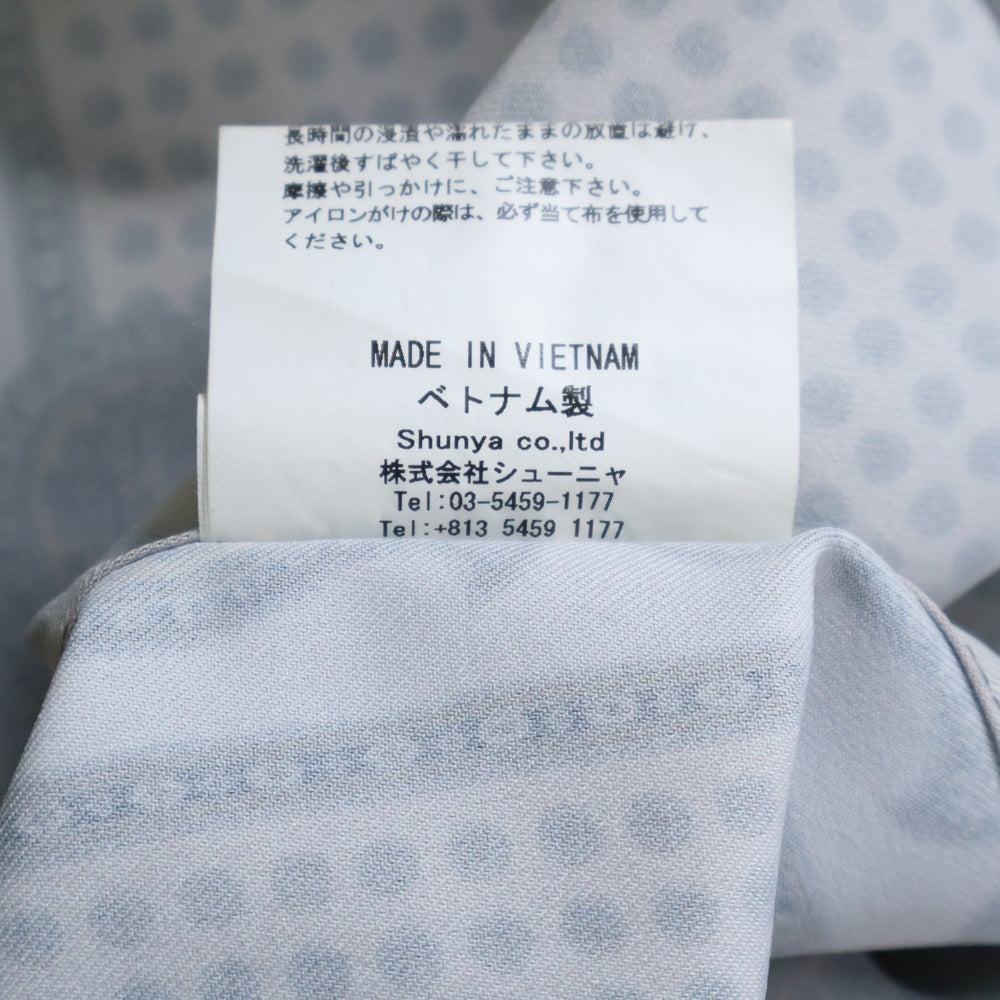 長時間の浸漬や濡れたままの放置は避け、
洗濯後すばやく干して下さい。
摩擦や引っかけに、ご注意下さい。
アイロンがけの際は、必ず当て布を使用して
ください。
MADE IN VIETNAM
ベトナム製
Shunya co.,ltd
株式会社シューニャ
Tel:03-5459-1177
Tel:+813 5459 1177